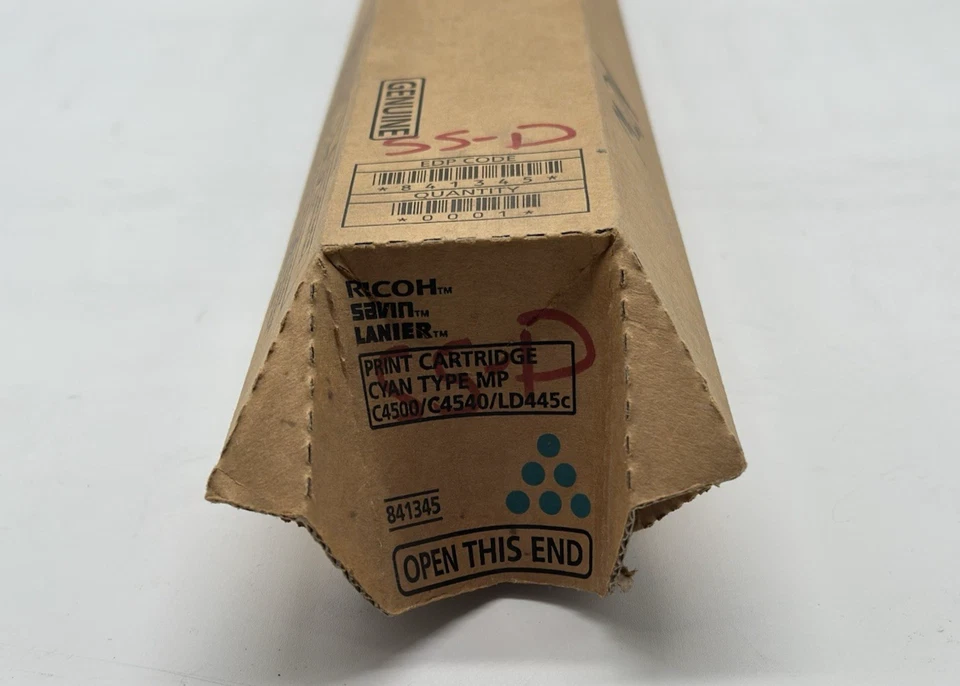 GENUINE
SS-D
EDP CODE
*841345*
QUANTITY
*0001*
RICOH™
savin™
LANIER™
SS-D
PRINT CARTRIDGE
CYAN TYPE MP
C4500/C4540/LD445c
841345
OPEN THIS END